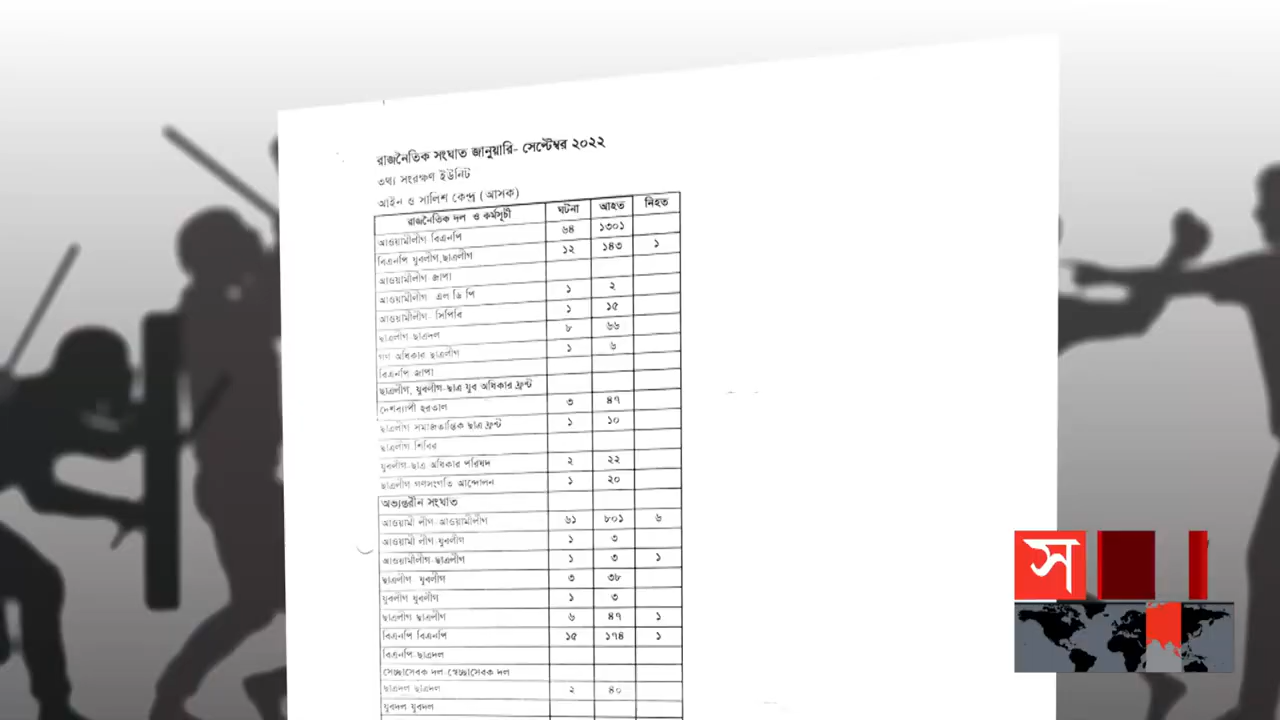 রাজনৈতিক সংঘাত জানুয়ারি- সেপ্টেম্বর ২০২২
তথ্য সংরক্ষণ ইউনিট
আইন ও সালিশ কেন্দ্র (আসক)
রাজনৈতিক দল ও কর্মসূচী ঘটনা আহত নিহত
আওয়ামীলীগ বিএনপি ৬৪ ১৩০১
বিএনপি যুবলীগ,ছাত্রলীগ ১২ ১৪৩ ১
আওয়ামীলীগ জাপা
আওয়ামীলীগ এল ডি পি ১ ২
আওয়ামীলীগ- সিপিবি ১ ১৫
ছাত্রলীগ-ছাত্রদল ৮ ৬৬
গণ অধিকার ছাত্রলীগ ১ ৬
বিএনপি জাপা
ছাত্রলীগ, যুবলীগ-ছাত্র যুব অধিকার ফ্রন্ট
দেশব্যাপী হরতাল ৩ ৪৭
ছাত্রলীগ সমাজতান্ত্রিক ছাত্র ফ্রন্ট ১ ১০
ছাত্রলীগ শিবির
যুবলীগ-ছাত্র অধিকার পরিষদ ২ ২২
ছাত্রলীগ গণসংগতি আন্দোলন ১ ২০
অভ্যন্তরীন সংঘাত
আওয়ামী লীগ-আওয়ামীলীগ ৬১ ৮০১ ৬
আওয়ামী লীগ যুবলীগ ১ ৩
আওয়ামীলীগ-ছাত্রলীগ ১ ৩ ১
ছাত্রলীগ যুবলীগ ৩ ৩৮
যুবলীগ যুবলীগ ১ ৩
ছাত্রলীগ ছাত্রলীগ ৬ ৪৭ ১
বিএনপি বিএনপি ১৫ ১৭৪ ১
বিএনপি-ছাত্রদল
সেচ্ছাসেবক দল-স্বেচ্ছাসেবক দল
ছাত্রদল ছাত্রদল ২ ৪০
যুবদল যুবদল
স